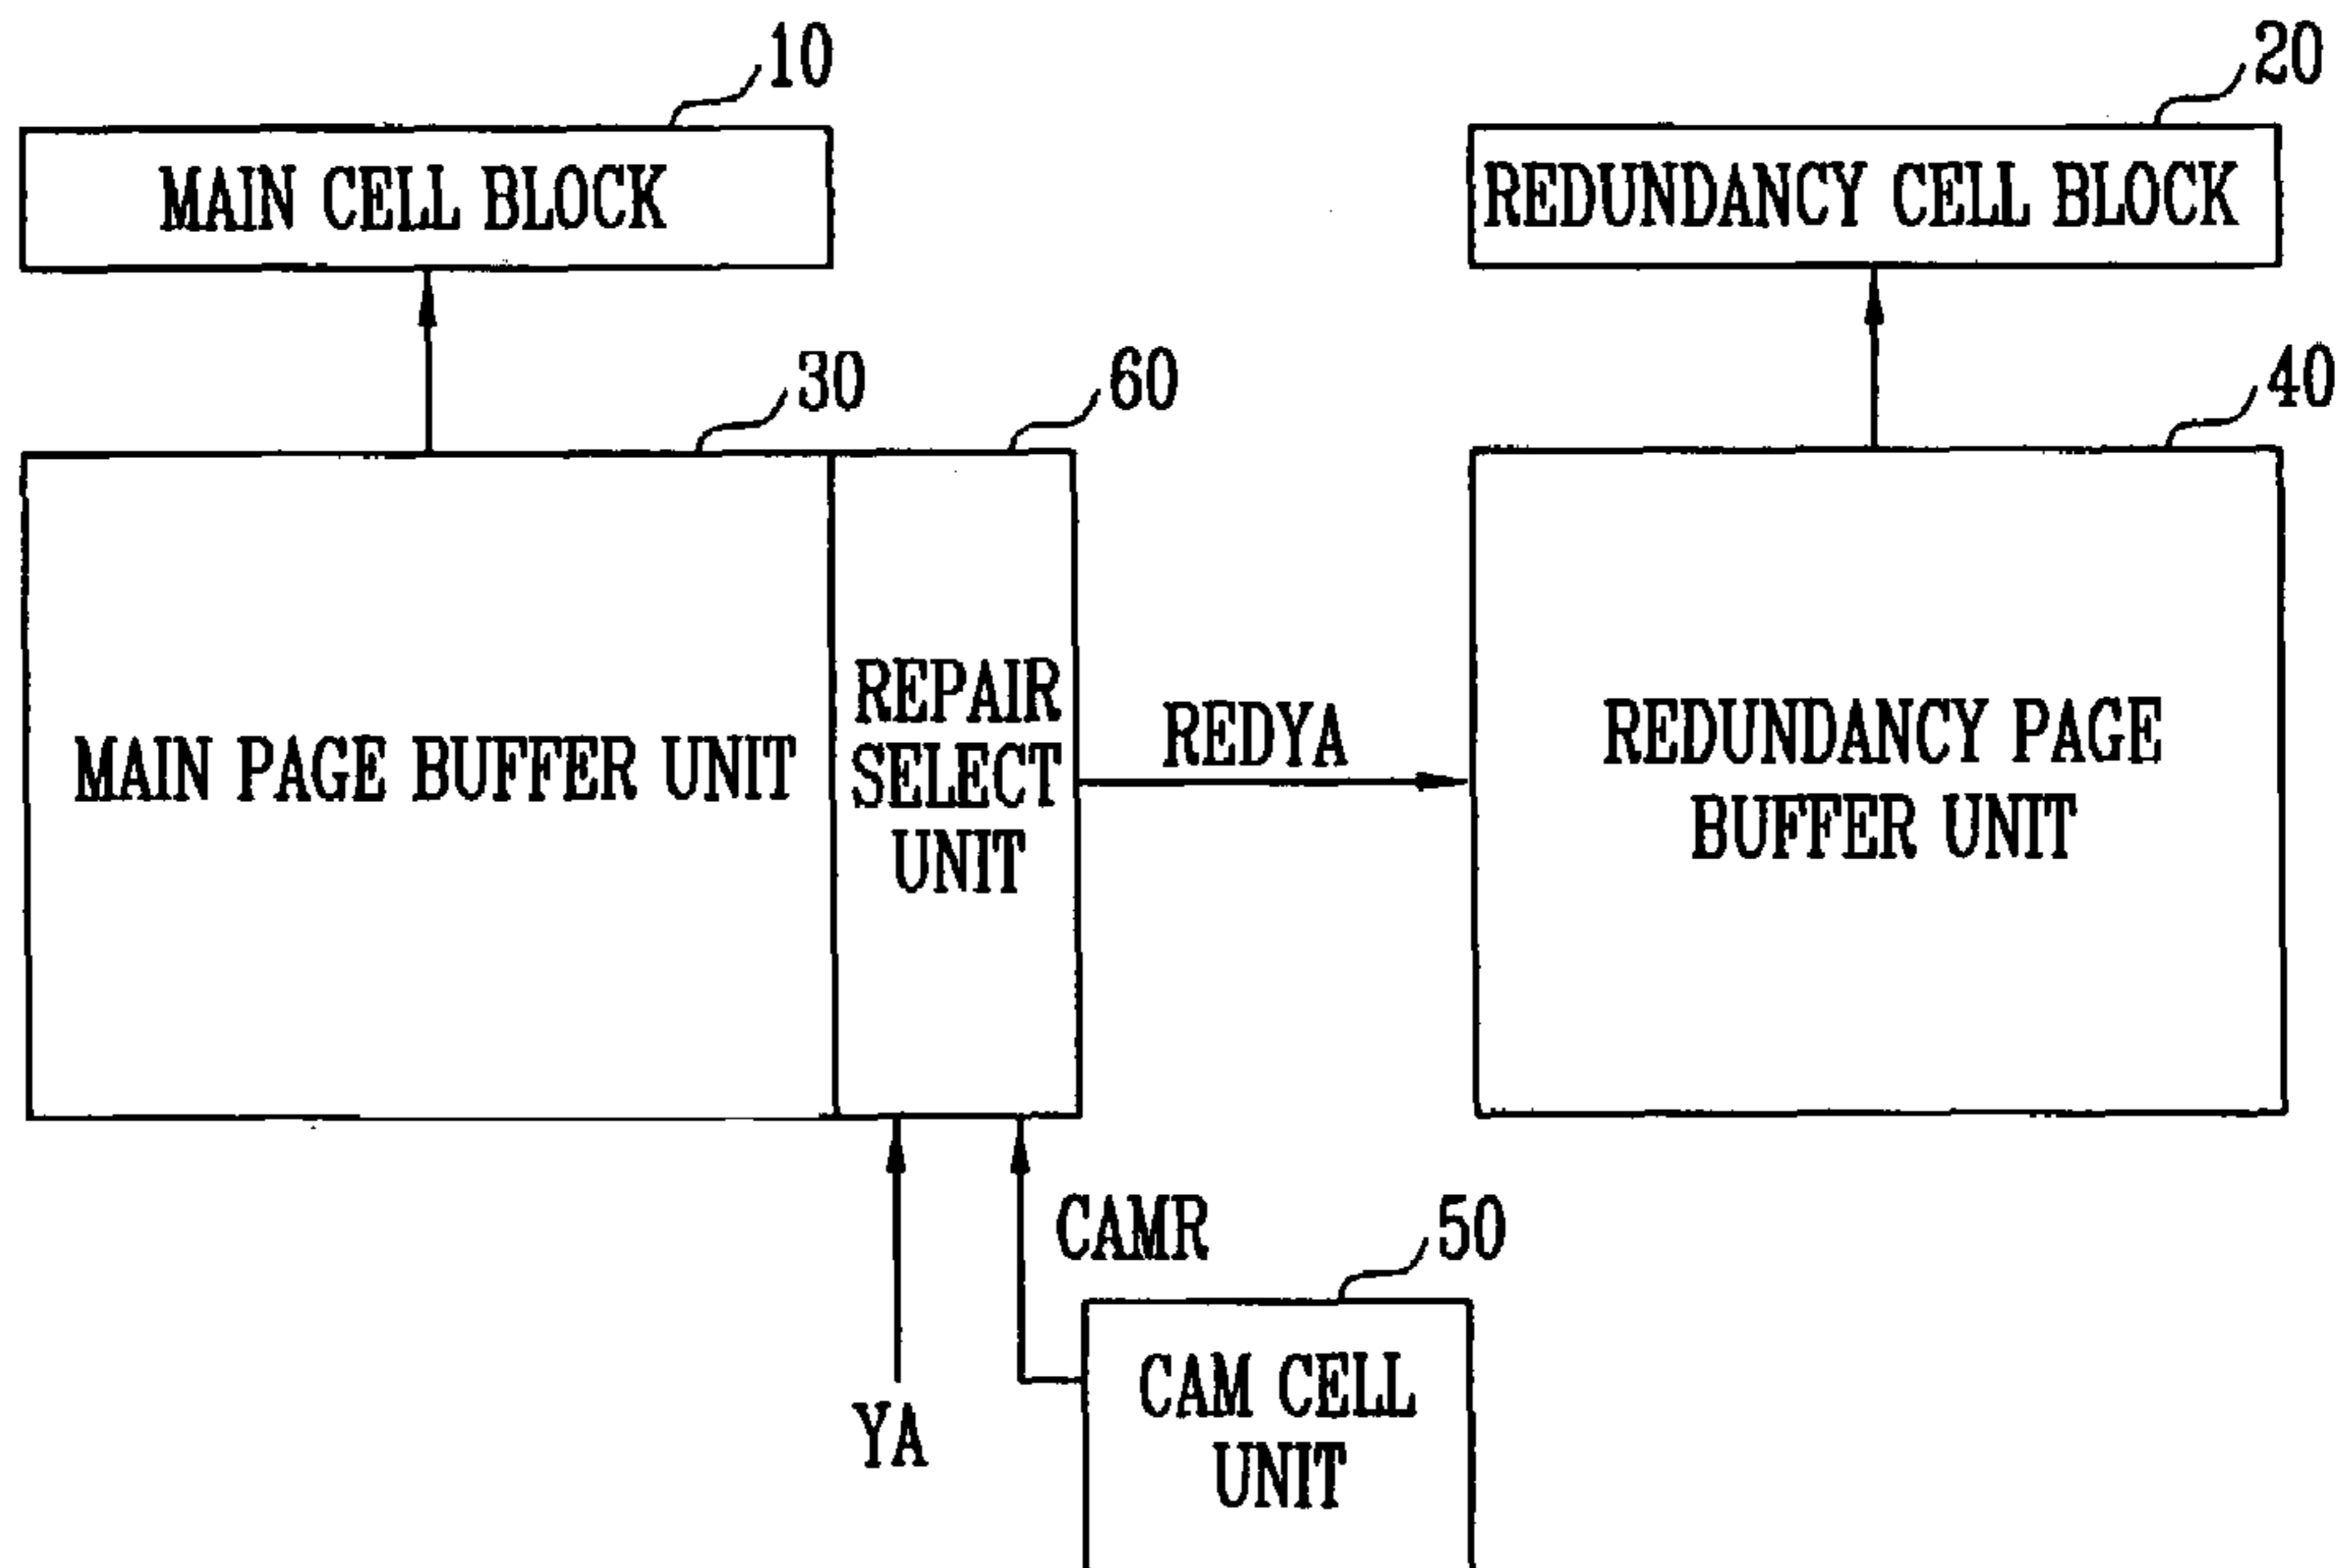 10
20
MAIN CELL BLOCK
REDUNDANCY CELL BLOCK
30
60
40
MAIN PAGE BUFFER UNIT
REPAIR
SELECT
UNIT
REDYA
REDUNDANCY PAGE
BUFFER UNIT
CAMR
50
YA
CAM CELL
UNIT